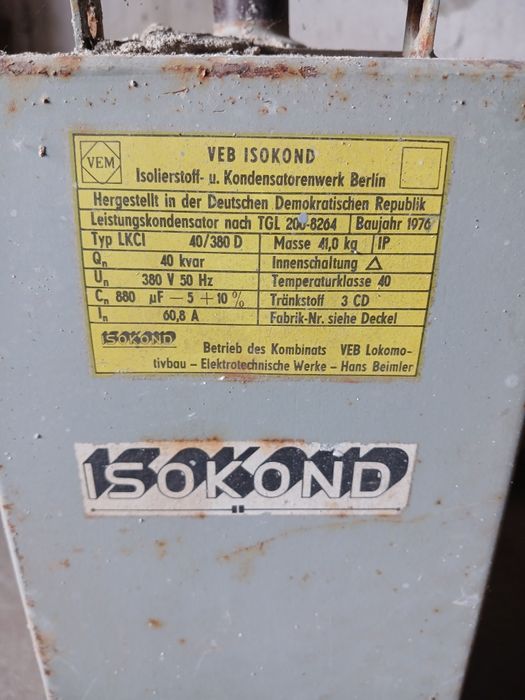 VEM
VEB ISOKOND
Isolierstoff- u. Kondensatorenwerk Berlin
Hergestellt in der Deutschen Demokratischen Republik
Leistungskondensator nach TGL 200-8264 Baujahr 1976
Typ LKCI 40/380 D Masse 41,0 kg IP
Qn 40 kvar Innenschaltung △
Un 380 V 50 Hz Temperaturklasse 40
Cn 880 µF – 5 + 10 % Tränkstoff 3 CD
In 60,8 A Fabrik-Nr. siehe Deckel
ISOKOND Betrieb des Kombinats VEB Lokomo-
tivbau – Elektrotechnische Werke – Hans Beimler
ISOKOND